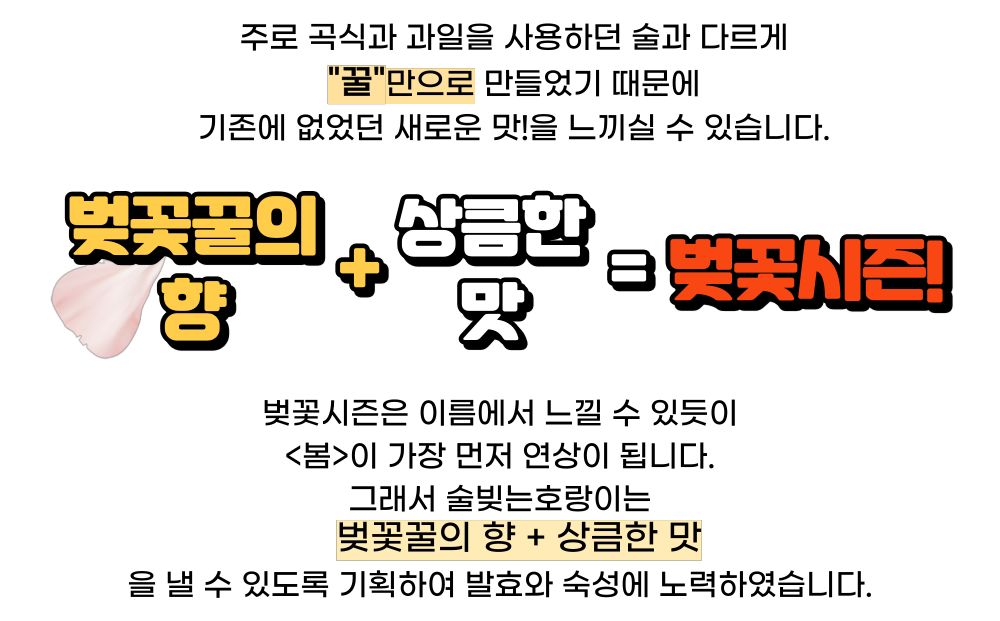 주로 곡식과 과일을 사용하던 술과 다르게
"꿀"만으로 만들었기 때문에
기존에 없었던 새로운 맛!을 느끼실 수 있습니다.
벚꽃꿀의
향
+
상큼한
맛
=
벚꽃시즌!
벚꽃시즌은 이름에서 느낄 수 있듯이
<봄>이 가장 먼저 연상이 됩니다.
그래서 술빚는호랑이는
벚꽃꿀의 향 + 상큼한 맛
을 낼 수 있도록 기획하여 발효와 숙성에 노력하였습니다.